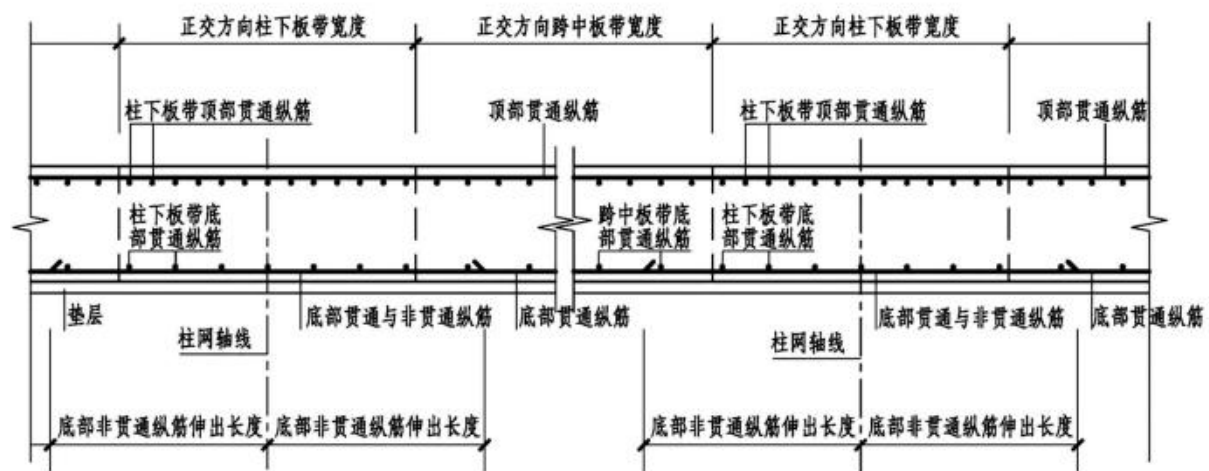 正交方向柱下板带宽度
正交方向跨中板带宽度
正交方向柱下板带宽度
柱下板带顶部贯通纵筋
顶部贯通纵筋
柱下板带顶部贯通纵筋
顶部贯通纵筋
柱下板带底
部贯通纵筋
跨中板带底
部贯通纵筋
柱下板带底
部贯通纵筋
垫层
底部贯通与非贯通纵筋
底部贯通纵筋
底部贯通与非贯通纵筋
底部贯通纵筋
柱网轴线
柱网轴线
底部非贯通纵筋伸出长度
底部非贯通纵筋伸出长度
底部非贯通纵筋伸出长度
底部非贯通纵筋伸出长度